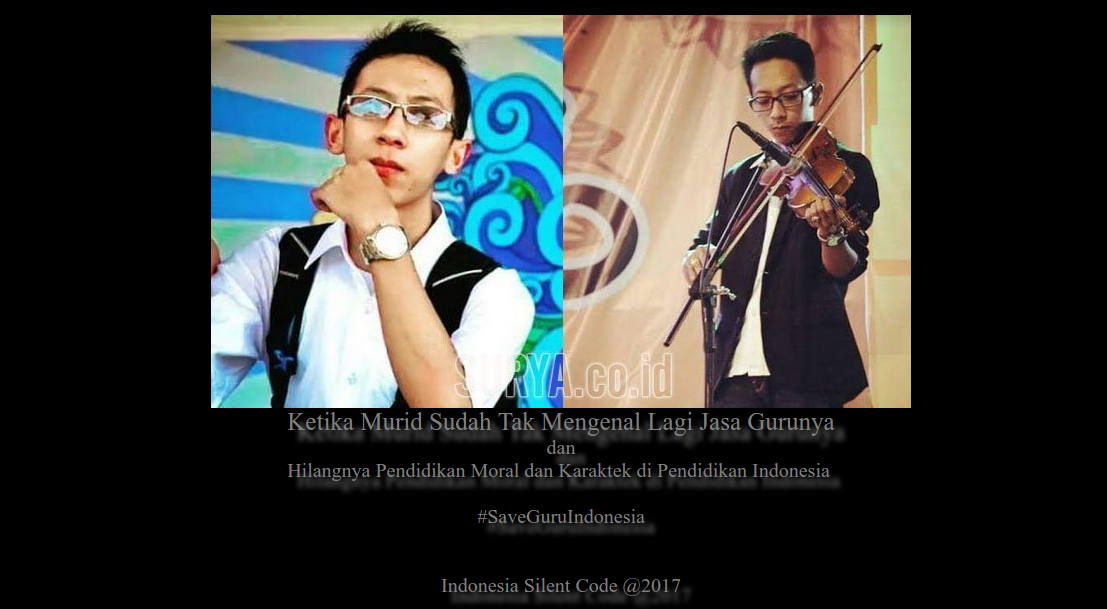 SURYA.co.id
Ketika Murid Sudah Tak Mengenal Lagi Jasa Gurunya
dan
Hilangnya Pendidikan Moral dan Karaktek di Pendidikan Indonesia
#SaveGuruIndonesia
Indonesia Silent Code @2017